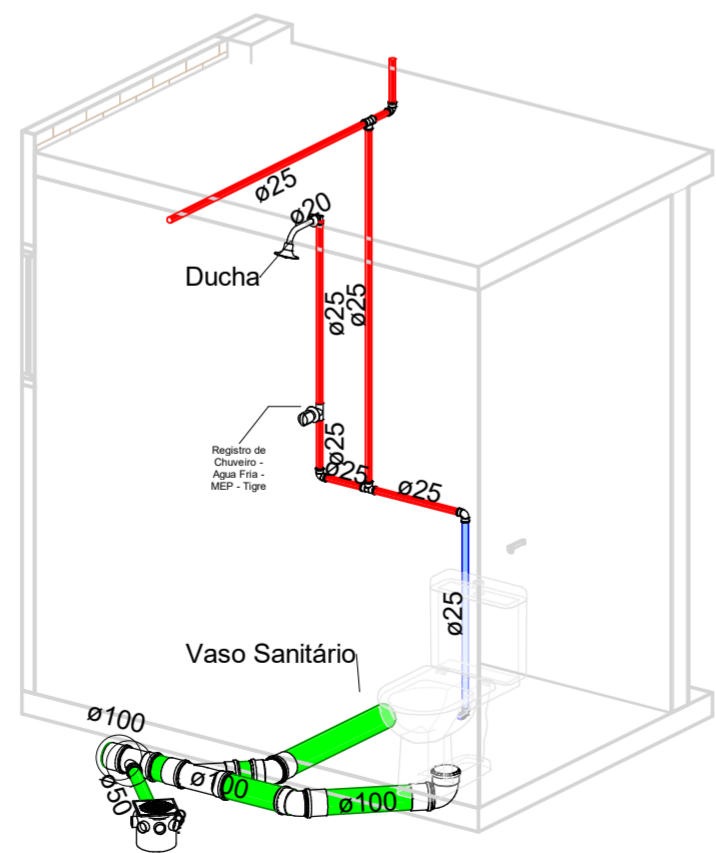 ø25
ø20
Ducha
ø25
ø25
ø25
Registro de
Chuveiro -
Agua Fria -
MEP - Tigre
ø25
ø25
ø25
Vaso Sanitário
ø100
ø100
ø50
ø100